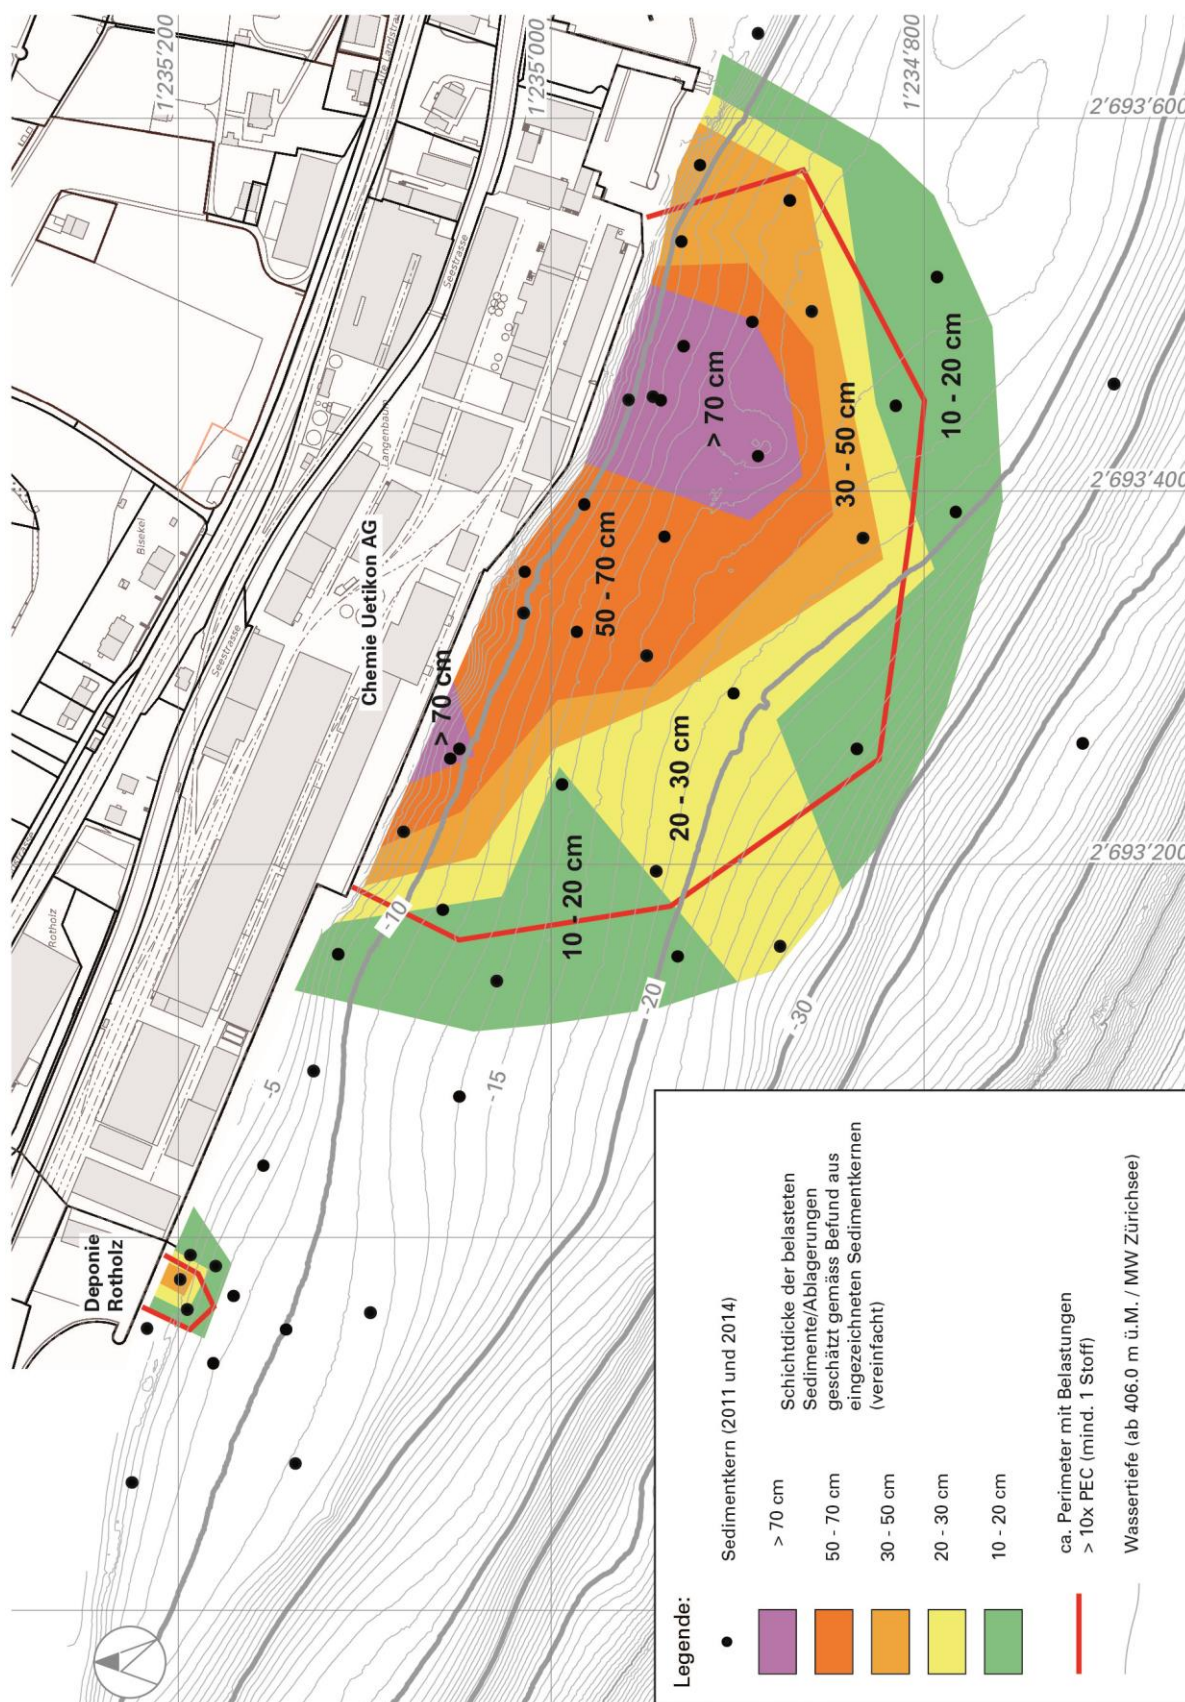 1'235'200
1'235'000
1'234'800
2'693'600
2'693'400
2'693'200
Alte Landstrasse
Seestrasse
Langenbaum
Bisekel
Seestrasse
Rotholz
Chemie Uetikon AG
Deponie
Rotholz
> 70 cm
50 - 70 cm
> 70 cm
30 - 50 cm
20 - 30 cm
10 - 20 cm
10 - 20 cm
-5
-10
-15
-20
-30
Legende:
Sedimentkern (2011 und 2014)
> 70 cm
50 - 70 cm
30 - 50 cm
20 - 30 cm
10 - 20 cm
Schichtdicke der belasteten
Sedimente/Ablagerungen
geschätzt gemäss Befund aus
eingezeichneten Sedimentkernen
(vereinfacht)
ca. Perimeter mit Belastungen
> 10x PEC (mind. 1 Stoff)
Wassertiefe (ab 406.0 m ü.M. / MW Zürichsee)